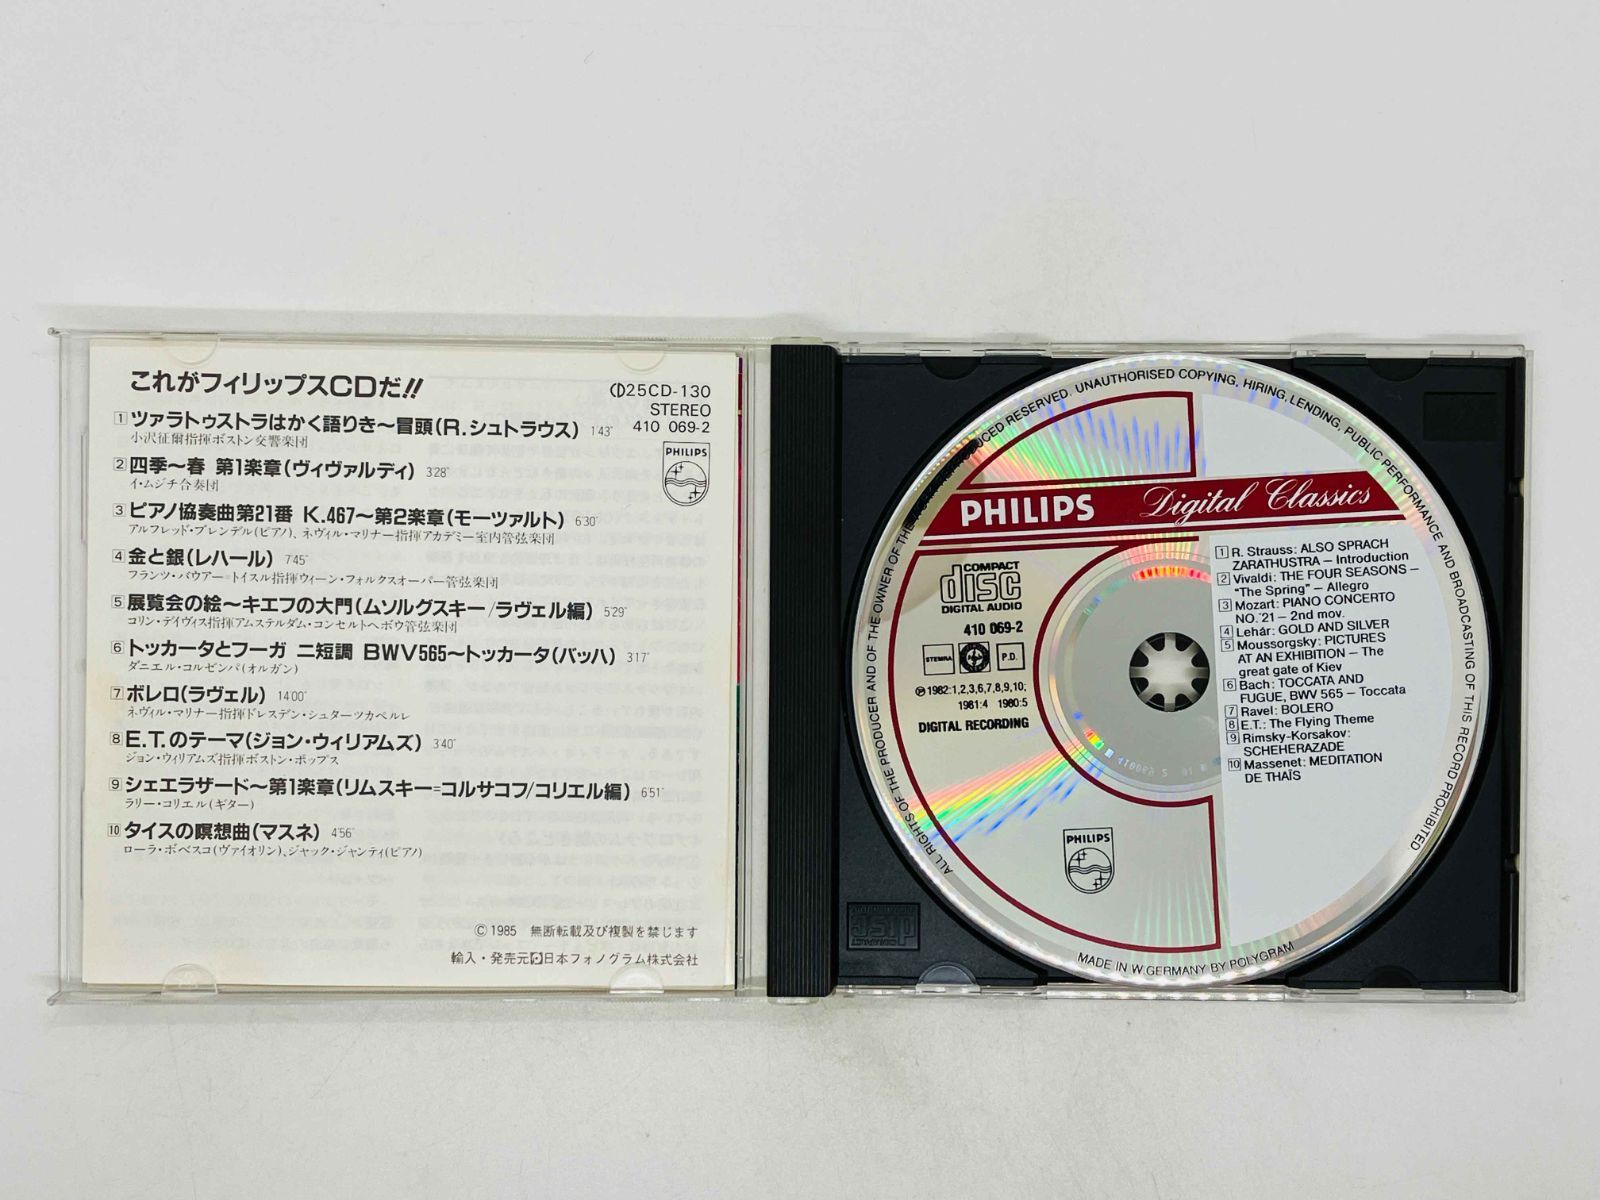 これがフィリップスCDだ!!
25CD-130
STEREO
410 069-2
PHILIPS
1 ツァラトゥストラはかく語りき〜冒頭(R.シュトラウス) 1'43"
小沢征爾指揮ボストン交響楽団
2 四季〜春 第1楽章(ヴィヴァルディ) 3'28"
イ・ムジチ合奏団
3 ピアノ協奏曲第21番 K.467〜第2楽章(モーツァルト) 6'30"
アルフレッド・ブレンデル(ピアノ)、ネヴィル・マリナー指揮アカデミー室内管弦楽団
4 金と銀(レハール) 7'45"
フランツ・バウアー=トイスル指揮ウィーン・フォルクスオーパー管弦楽団
5 展覧会の絵〜キエフの大門(ムソルグスキー/ラヴェル編) 5'29"
コリン・デイヴィス指揮アムステルダム・コンセルトヘボウ管弦楽団
6 トッカータとフーガ ニ短調 BWV565〜トッカータ(バッハ) 3'17"
ダニエル・コルゼンパ(オルガン)
7 ボレロ(ラヴェル) 14'00"
ネヴィル・マリナー指揮ドレスデン・シュターツカペルレ
8 E.T.のテーマ(ジョン・ウィリアムズ) 3'40"
ジョン・ウィリアムズ指揮ボストン・ポップス
9 シェエラザード〜第1楽章(リムスキー=コルサコフ/コリエル編) 6'51"
ラリー・コリエル(ギター)
10 タイスの瞑想曲(マスネ) 4'56"
ローラ・ボベスコ(ヴァイオリン)、ジャック・ジャンティ(ピアノ)
© 1985 無断転載及び複製を禁じます
輸入・発売元 日本フォノグラム株式会社
ALL RIGHTS OF THE PRODUCER AND OF THE OWNER OF THE
RESERVED. UNAUTHORISED COPYING, HIRING, LENDING, PUBLIC PERFORMANCE AND BROADCASTING OF THIS RECORD PROHIBITED.
PHILIPS Digital Classics
COMPACT
disc
DIGITAL AUDIO
410 069-2
STEMRA
P.D.
Ⓟ 1982:1,2,3,6,7,8,9,10;
1981:4 1980:5
DIGITAL RECORDING
1 R. Strauss: ALSO SPRACH
ZARATHUSTRA – Introduction
2 Vivaldi: THE FOUR SEASONS –
"The Spring" – Allegro
3 Mozart: PIANO CONCERTO
NO. 21 – 2nd mov.
4 Lehár: GOLD AND SILVER
5 Moussorgsky: PICTURES
AT AN EXHIBITION – The
great gate of Kiev
6 Bach: TOCCATA AND
FUGUE, BWV 565 – Toccata
7 Ravel: BOLERO
8 E.T.: The Flying Theme
9 Rimsky-Korsakov:
SCHEHERAZADE
10 Massenet: MEDITATION
DE THAÏS
PHILIPS
MADE IN W.GERMANY BY POLYGRAM